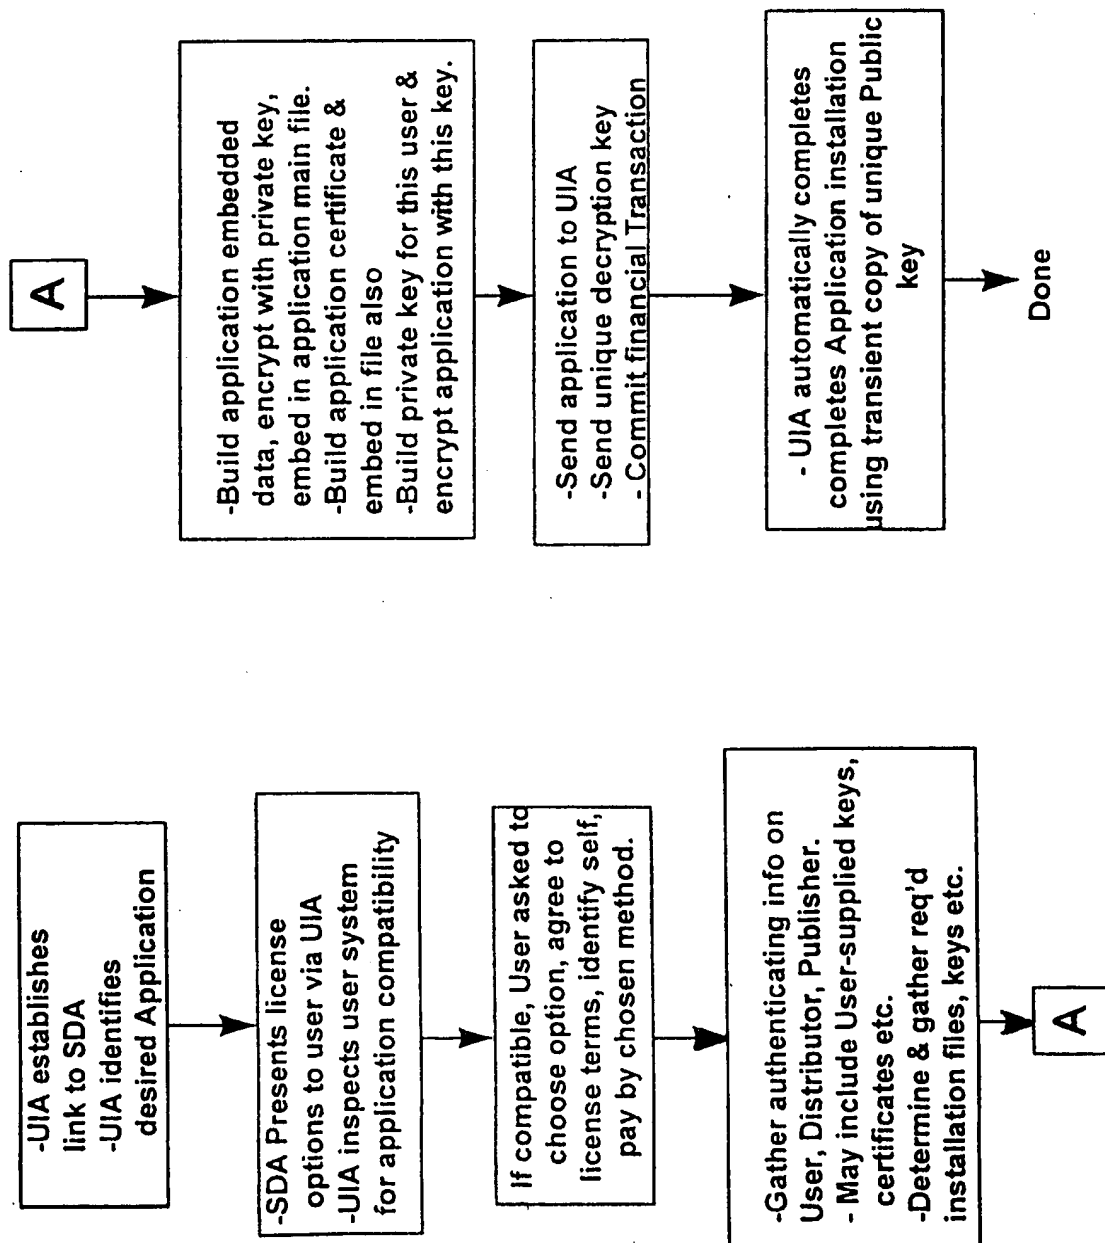 -UIA establishes
link to SDA
-UIA identifies
desired Application
-SDA Presents license
options to user via UIA
-UIA inspects user system
for application compatibility
If compatible, User asked to
choose option, agree to
license terms, identify self,
pay by chosen method.
-Gather authenticating info on
User, Distributor, Publisher.
- May include User-supplied keys,
certificates etc.
-Determine & gather req'd
installation files, keys etc.
A
A
-Build application embedded
data, encrypt with private key,
embed in application main file.
-Build application certificate &
embed in file also
-Build private key for this user &
encrypt application with this key.
-Send application to UIA
-Send unique decryption key
- Commit financial Transaction
- UIA automatically completes
completes Application installation
using transient copy of unique Public
key
Done